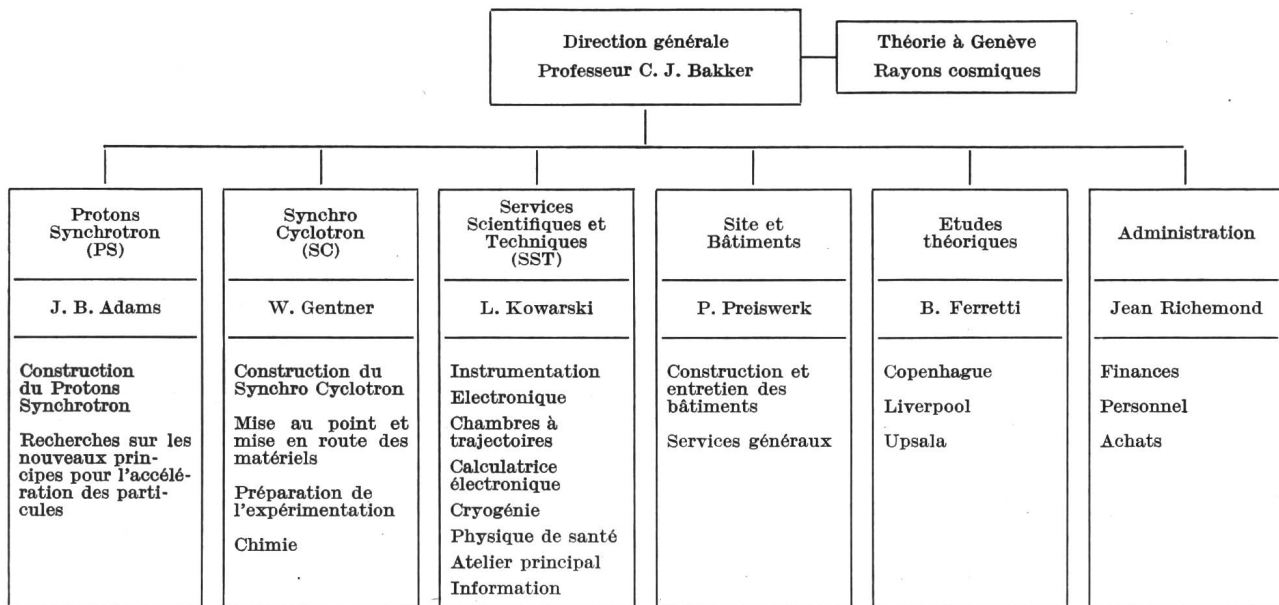 Direction générale
Professeur C. J. Bakker
Théorie à Genève
Rayons cosmiques
Protons
Synchrotron
(PS)
J. B. Adams
Construction
du Protons
Synchrotron
Recherches sur les
nouveaux prin-
cipes pour l'accélé-
ration des parti-
cules
Synchro
Cyclotron
(SC)
W. Gentner
Construction du
Synchro Cyclotron
Mise au point et
mise en route des
matériels
Préparation de
l'expérimentation
Chimie
Services
Scientifiques et
Techniques
(SST)
L. Kowarski
Instrumentation
Electronique
Chambres à
trajectoires
Calculatrice
électronique
Cryogénie
Physique de santé
Atelier principal
Information
Site et
Bâtiments
P. Preiswerk
Construction et
entretien des
bâtiments
Services généraux
Etudes
théoriques
B. Ferretti
Copenhague
Liverpool
Upsala
Administration
Jean Richemond
Finances
Personnel
Achats